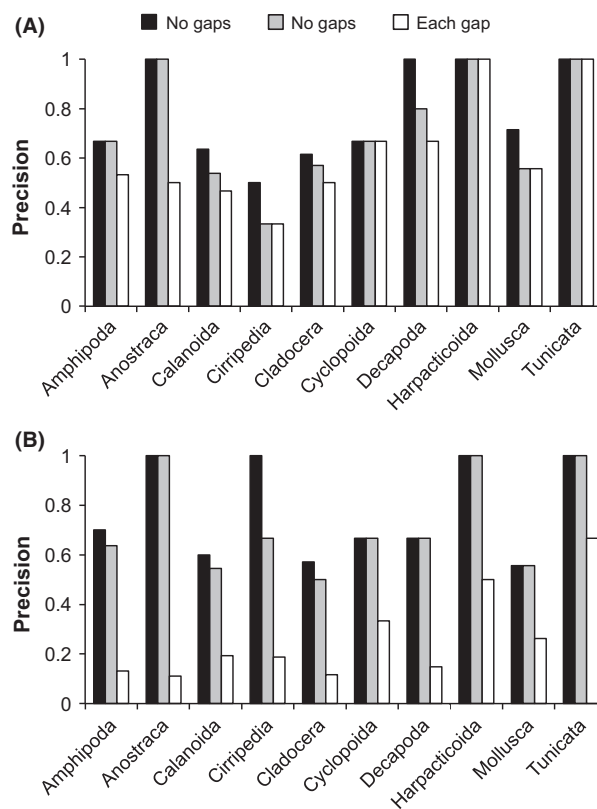 (A)
No gaps No gaps Each gap
1
0.8
0.6
0.4
0.2
0
Precision
Amphipoda
Anostraca
Calanoida
Cirripedia
Cladocera
Cyclopoida
Decapoda
Harpacticoida
Mollusca
Tunicata
(B)
1
0.8
0.6
0.4
0.2
0
Precision
Amphipoda
Anostraca
Calanoida
Cirripedia
Cladocera
Cyclopoida
Decapoda
Harpacticoida
Mollusca
Tunicata